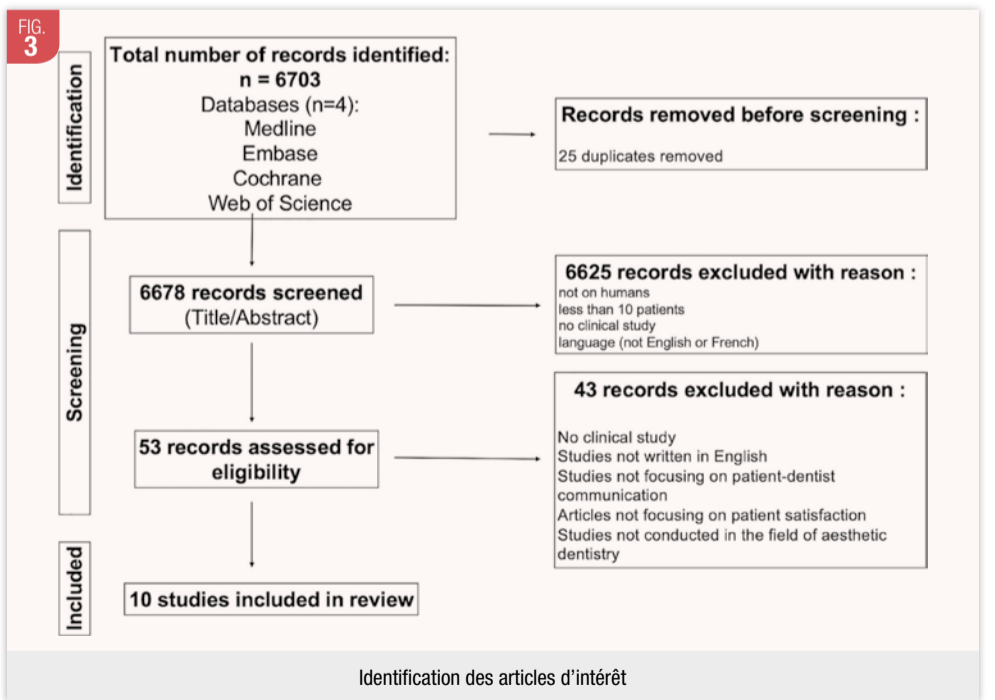 FIG.
3
Identification
Total number of records identified:
n = 6703
Databases (n=4):
Medline
Embase
Cochrane
Web of Science
Records removed before screening :
25 duplicates removed
Screening
6678 records screened
(Title/Abstract)
6625 records excluded with reason :
not on humans
less than 10 patients
no clinical study
language (not English or French)
53 records assessed for
eligibility
43 records excluded with reason :
No clinical study
Studies not written in English
Studies not focusing on patient-dentist
communication
Articles not focusing on patient satisfaction
Studies not conducted in the field of aesthetic
dentistry
Included
10 studies included in review
Identification des articles d’intérêt